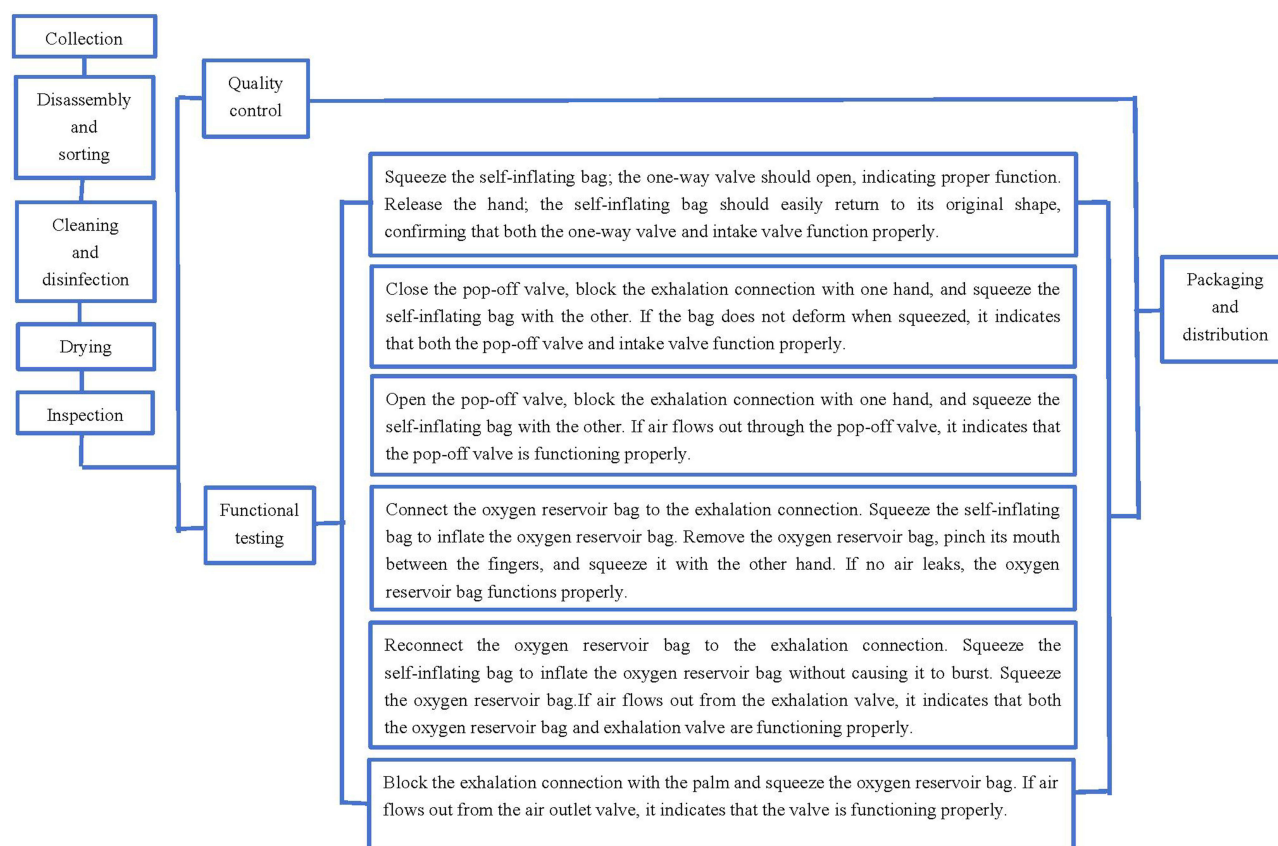 Collection
Disassembly
and
sorting
Cleaning
and
disinfection
Drying
Inspection
Quality
control
Functional
testing
Squeeze the self-inflating bag; the one-way valve should open, indicating proper function.
Release the hand; the self-inflating bag should easily return to its original shape,
confirming that both the one-way valve and intake valve function properly.
Close the pop-off valve, block the exhalation connection with one hand, and squeeze the
self-inflating bag with the other. If the bag does not deform when squeezed, it indicates
that both the pop-off valve and intake valve function properly.
Open the pop-off valve, block the exhalation connection with one hand, and squeeze the
self-inflating bag with the other. If air flows out through the pop-off valve, it indicates that
the pop-off valve is functioning properly.
Connect the oxygen reservoir bag to the exhalation connection. Squeeze the self-inflating
bag to inflate the oxygen reservoir bag. Remove the oxygen reservoir bag, pinch its mouth
between the fingers, and squeeze it with the other hand. If no air leaks, the oxygen
reservoir bag functions properly.
Reconnect the oxygen reservoir bag to the exhalation connection. Squeeze the
self-inflating bag to inflate the oxygen reservoir bag without causing it to burst. Squeeze
the oxygen reservoir bag.If air flows out from the exhalation valve, it indicates that both
the oxygen reservoir bag and exhalation valve are functioning properly.
Block the exhalation connection with the palm and squeeze the oxygen reservoir bag. If air
flows out from the air outlet valve, it indicates that the valve is functioning properly.
Packaging
and
distribution